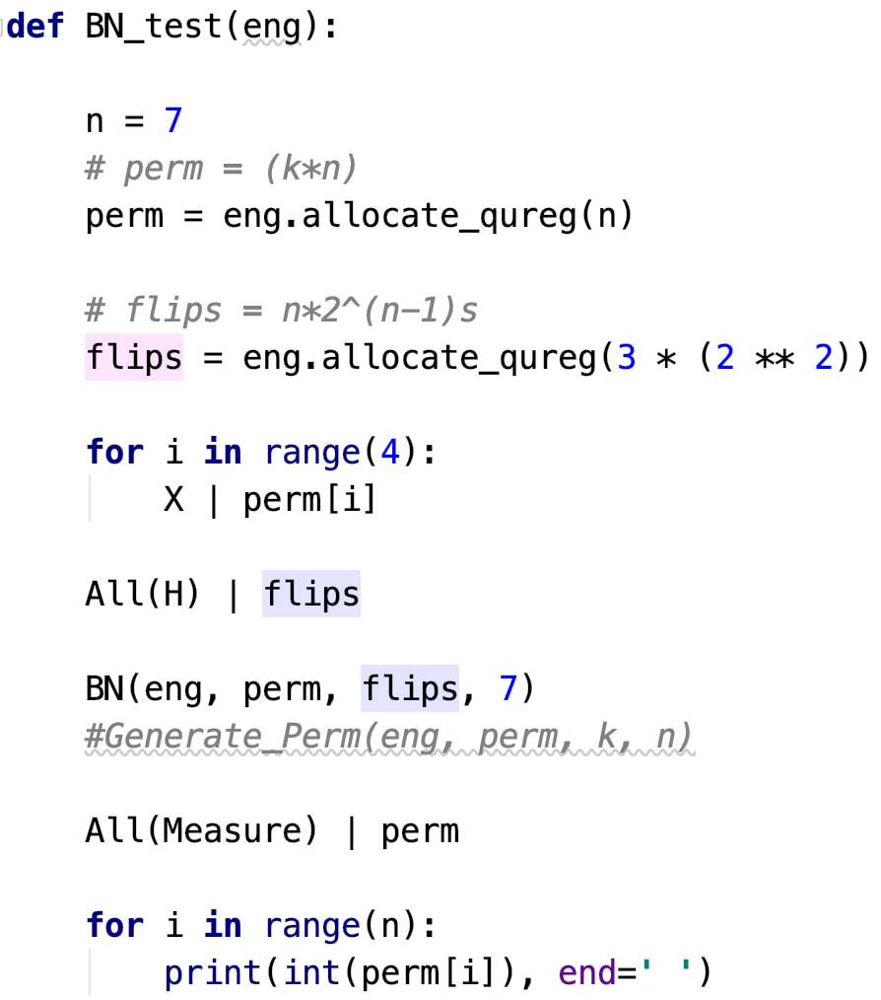 def BN_test(eng):
n = 7
# perm = (k*n)
perm = eng.allocate_qureg(n)
# flips = n*2^(n-1)s
flips = eng.allocate_qureg(3 * (2 ** 2))
for i in range(4):
X | perm[i]
All(H) | flips
BN(eng, perm, flips, 7)
#Generate_Perm(eng, perm, k, n)
All(Measure) | perm
for i in range(n):
print(int(perm[i]), end=' ')